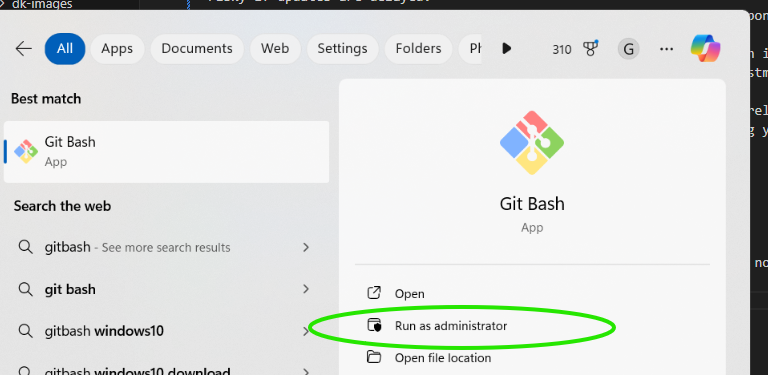 dk-images
All Apps Documents Web Settings Folders 310 G
Best match
Git Bash
App
Search the web
gitbash - See more search results
git bash
gitbash windows10
gitbash windows10 download
Git Bash
App
Open
Run as administrator
Open file location